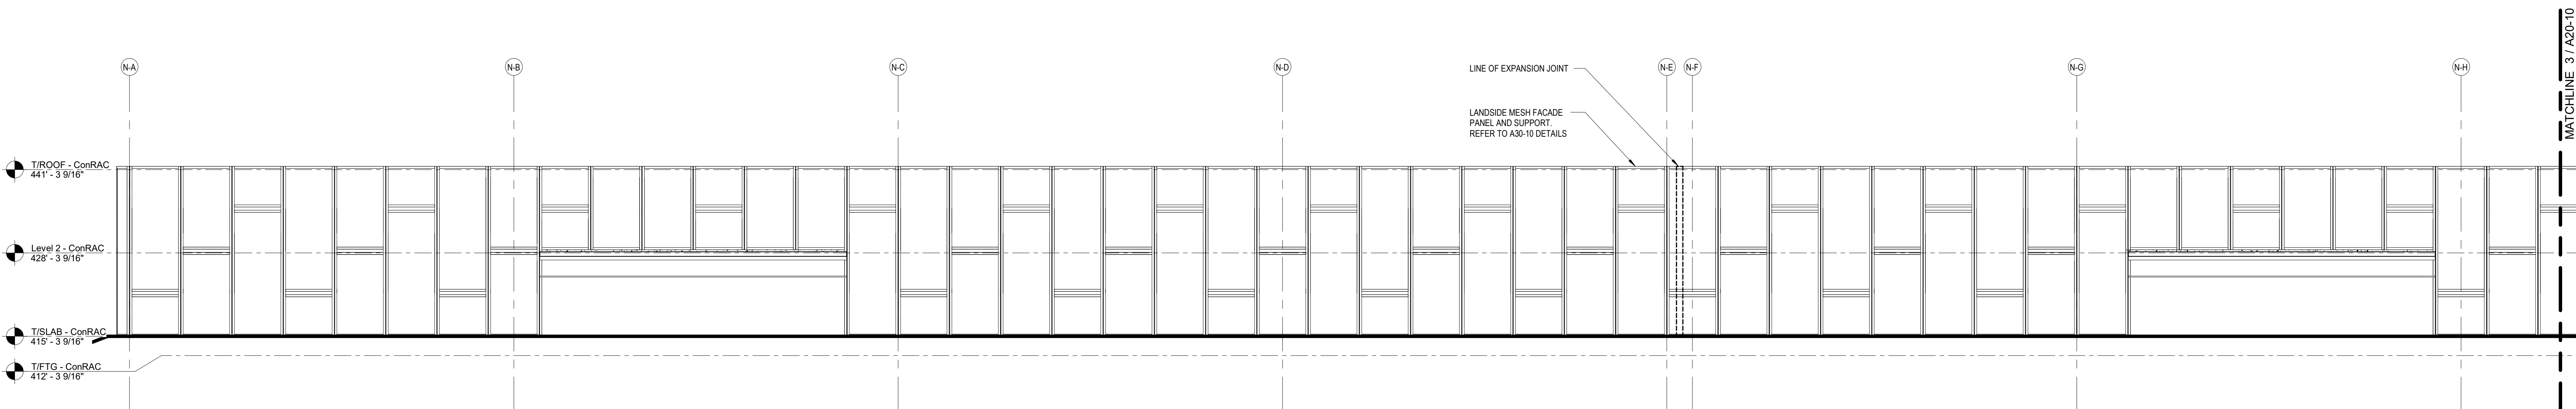 N-A
N-B
N-C
N-D
N-E
N-F
N-G
N-H
MATCHLINE 3 / A20-10
LINE OF EXPANSION JOINT
LANDSIDE MESH FACADE
PANEL AND SUPPORT.
REFER TO A30-10 DETAILS
T/ROOF - ConRAC
441' - 3 9/16"
Level 2 - ConRAC
428' - 3 9/16"
T/SLAB - ConRAC
415' - 3 9/16"
T/FTG - ConRAC
412' - 3 9/16"